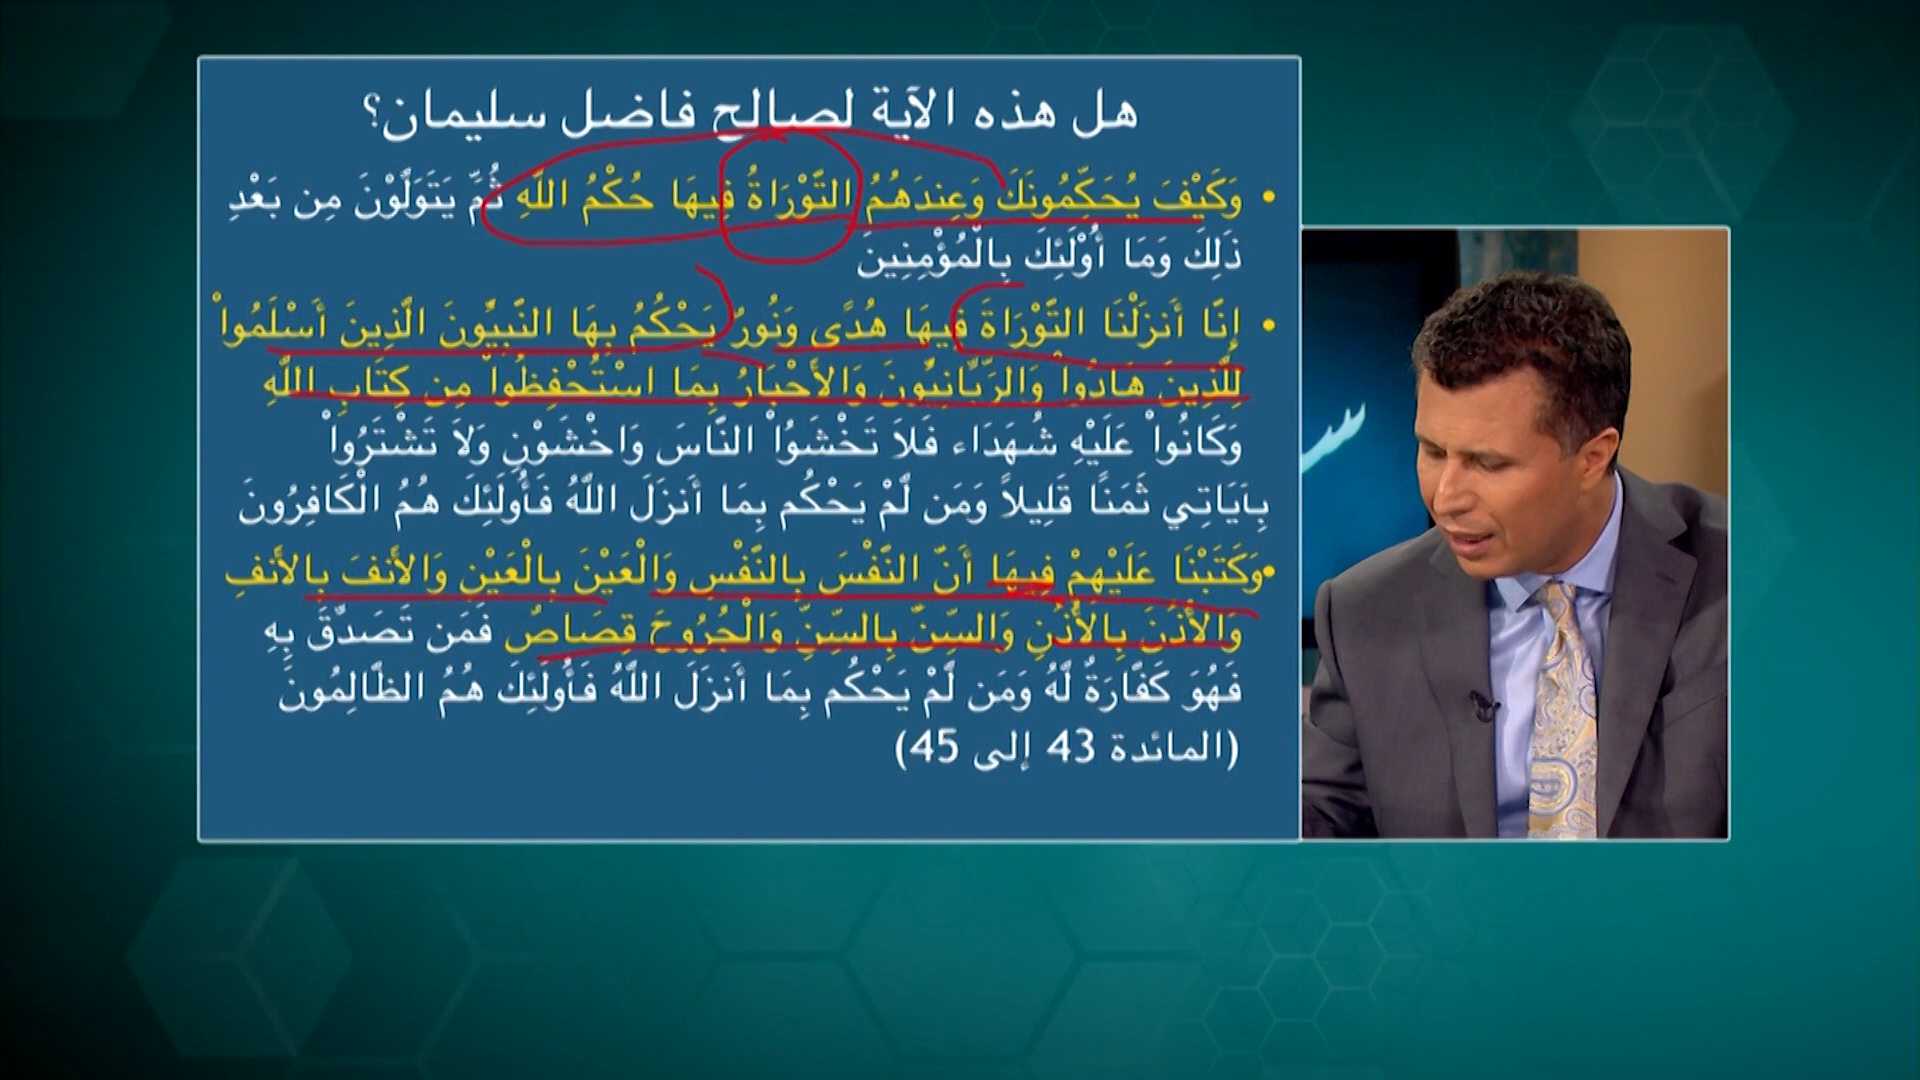 هل هذه الآية لصالح فاضل سليمان؟
• وَكَيْفَ يُحَكِّمُونَكَ وَعِندَهُمُ التَّوْرَاةُ فِيهَا حُكْمُ اللّهِ ثُمَّ يَتَوَلَّوْنَ مِن بَعْدِ
ذَلِكَ وَمَا أُوْلَئِكَ بِالْمُؤْمِنِينَ
• إِنَّا أَنزَلْنَا التَّوْرَاةَ فِيهَا هُدًى وَنُورٌ يَحْكُمُ بِهَا النَّبِيُّونَ الَّذِينَ أَسْلَمُواْ
لِلَّذِينَ هَادُواْ وَالرَّبَّانِيُّونَ وَالأَحْبَارُ بِمَا اسْتُحْفِظُواْ مِن كِتَابِ اللّهِ
وَكَانُواْ عَلَيْهِ شُهَدَاء فَلاَ تَخْشَوُاْ النَّاسَ وَاخْشَوْنِ وَلاَ تَشْتَرُواْ
بِآيَاتِي ثَمَنًا قَلِيلاً وَمَن لَّمْ يَحْكُم بِمَا أَنزَلَ اللّهُ فَأُوْلَئِكَ هُمُ الْكَافِرُونَ
• وَكَتَبْنَا عَلَيْهِمْ فِيهَا أَنَّ النَّفْسَ بِالنَّفْسِ وَالْعَيْنَ بِالْعَيْنِ وَالأَنفَ بِالأَنفِ
وَالأُذُنَ بِالأُذُنِ وَالسِّنَّ بِالسِّنِّ وَالْجُرُوحَ قِصَاصٌ فَمَن تَصَدَّقَ بِهِ
فَهُوَ كَفَّارَةٌ لَّهُ وَمَن لَّمْ يَحْكُم بِمَا أَنزَلَ اللّهُ فَأُوْلَئِكَ هُمُ الظَّالِمُونَ
(المائدة 43 إلى 45)